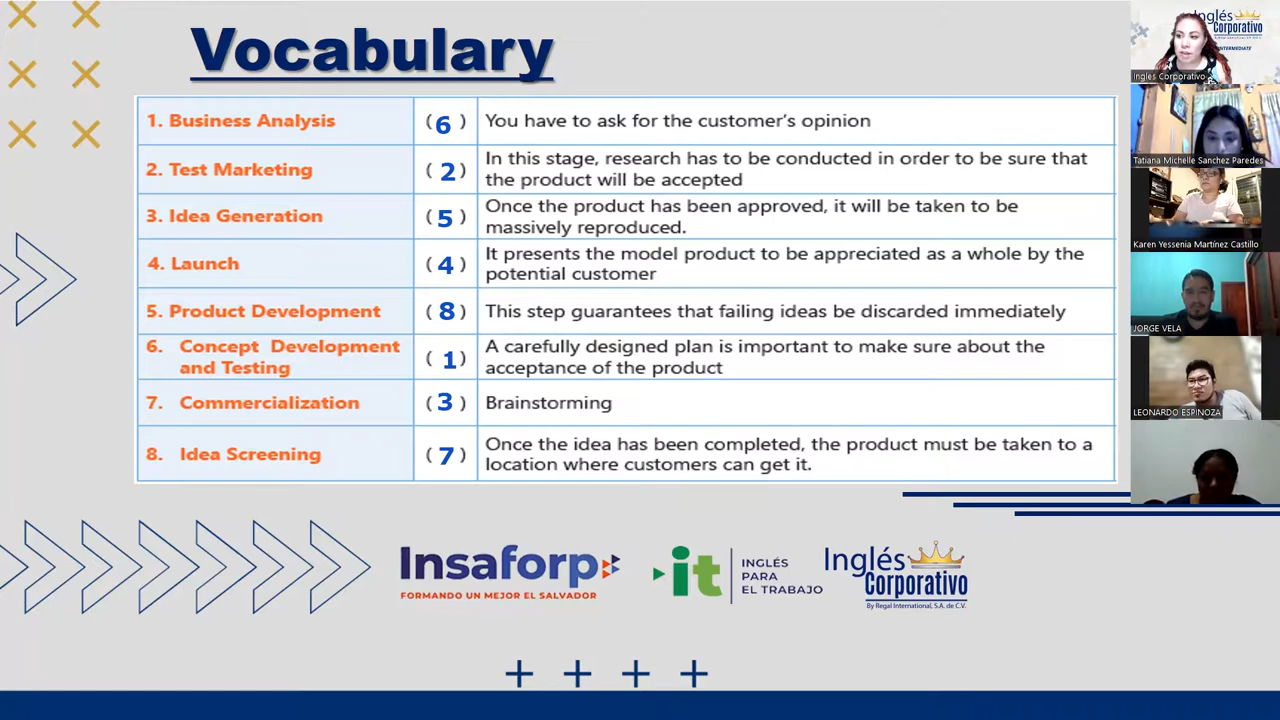 Vocabulary
1. Business Analysis (6) You have to ask for the customer's opinion
2. Test Marketing (2) In this stage, research has to be conducted in order to be sure that
the product will be accepted
3. Idea Generation (5) Once the product has been approved, it will be taken to be
massively reproduced.
4. Launch (4) It presents the model product to be appreciated as a whole by the
potential customer
5. Product Development (8) This step guarantees that failing ideas be discarded immediately
6. Concept Development
and Testing
(1) A carefully designed plan is important to make sure about the
acceptance of the product
7. Commercialization (3) Brainstorming
8. Idea Screening (7) Once the idea has been completed, the product must be taken to a
location where customers can get it.
Insaforp
FORMANDO UN MEJOR EL SALVADOR
it
INGLÉS
PARA
EL TRABAJO
Inglés
Corporativo
By Regal International, S.A. de C.V.
Inglés
Corporativo
INTERMEDIATE
Ingles Corporativo
Tatiana Michelle Sanchez Paredes
Karen Yessenia Martínez Castillo
JORGE VELA
LEONARDO ESPINOZA